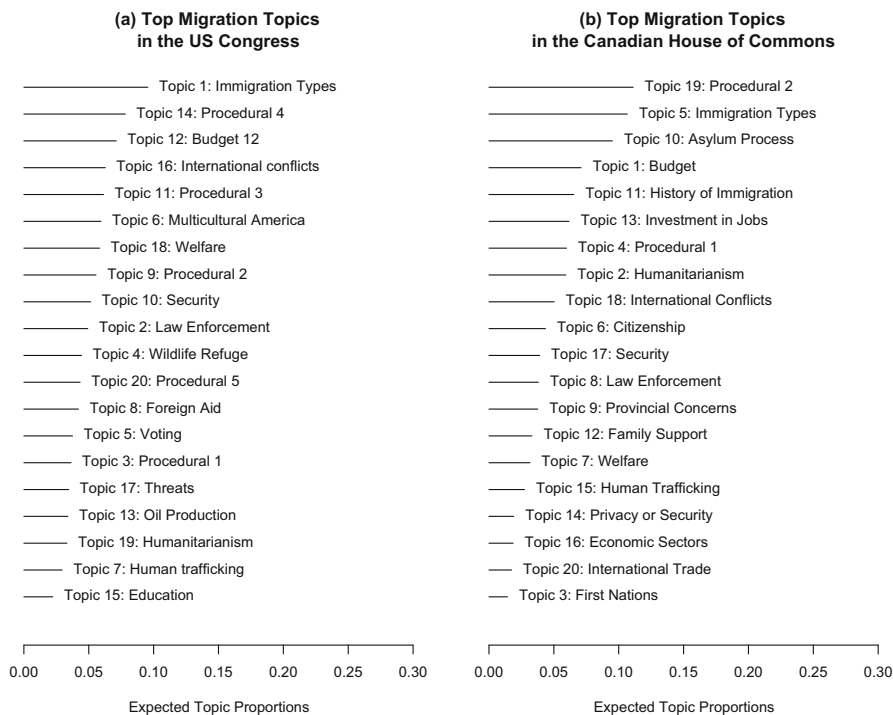 (a) Top Migration Topics
in the US Congress
Topic 1: Immigration Types
Topic 14: Procedural 4
Topic 12: Budget 12
Topic 16: International conflicts
Topic 11: Procedural 3
Topic 6: Multicultural America
Topic 18: Welfare
Topic 9: Procedural 2
Topic 10: Security
Topic 2: Law Enforcement
Topic 4: Wildlife Refuge
Topic 20: Procedural 5
Topic 8: Foreign Aid
Topic 5: Voting
Topic 3: Procedural 1
Topic 17: Threats
Topic 13: Oil Production
Topic 19: Humanitarianism
Topic 7: Human trafficking
Topic 15: Education
0.00 0.05 0.10 0.15 0.20 0.25 0.30
Expected Topic Proportions
(b) Top Migration Topics
in the Canadian House of Commons
Topic 19: Procedural 2
Topic 5: Immigration Types
Topic 10: Asylum Process
Topic 1: Budget
Topic 11: History of Immigration
Topic 13: Investment in Jobs
Topic 4: Procedural 1
Topic 2: Humanitarianism
Topic 18: International Conflicts
Topic 6: Citizenship
Topic 17: Security
Topic 8: Law Enforcement
Topic 9: Provincial Concerns
Topic 12: Family Support
Topic 7: Welfare
Topic 15: Human Trafficking
Topic 14: Privacy or Security
Topic 16: Economic Sectors
Topic 20: International Trade
Topic 3: First Nations
0.00 0.05 0.10 0.15 0.20 0.25 0.30
Expected Topic Proportions